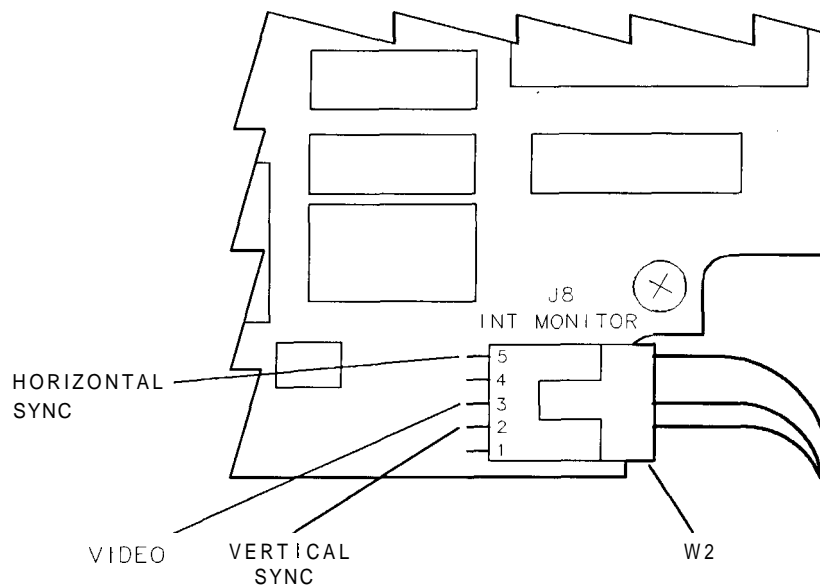 J8
INT MONITOR
5
4
3
2
1
HORIZONTAL
SYNC
VIDEO
VERTICAL
SYNC
W2